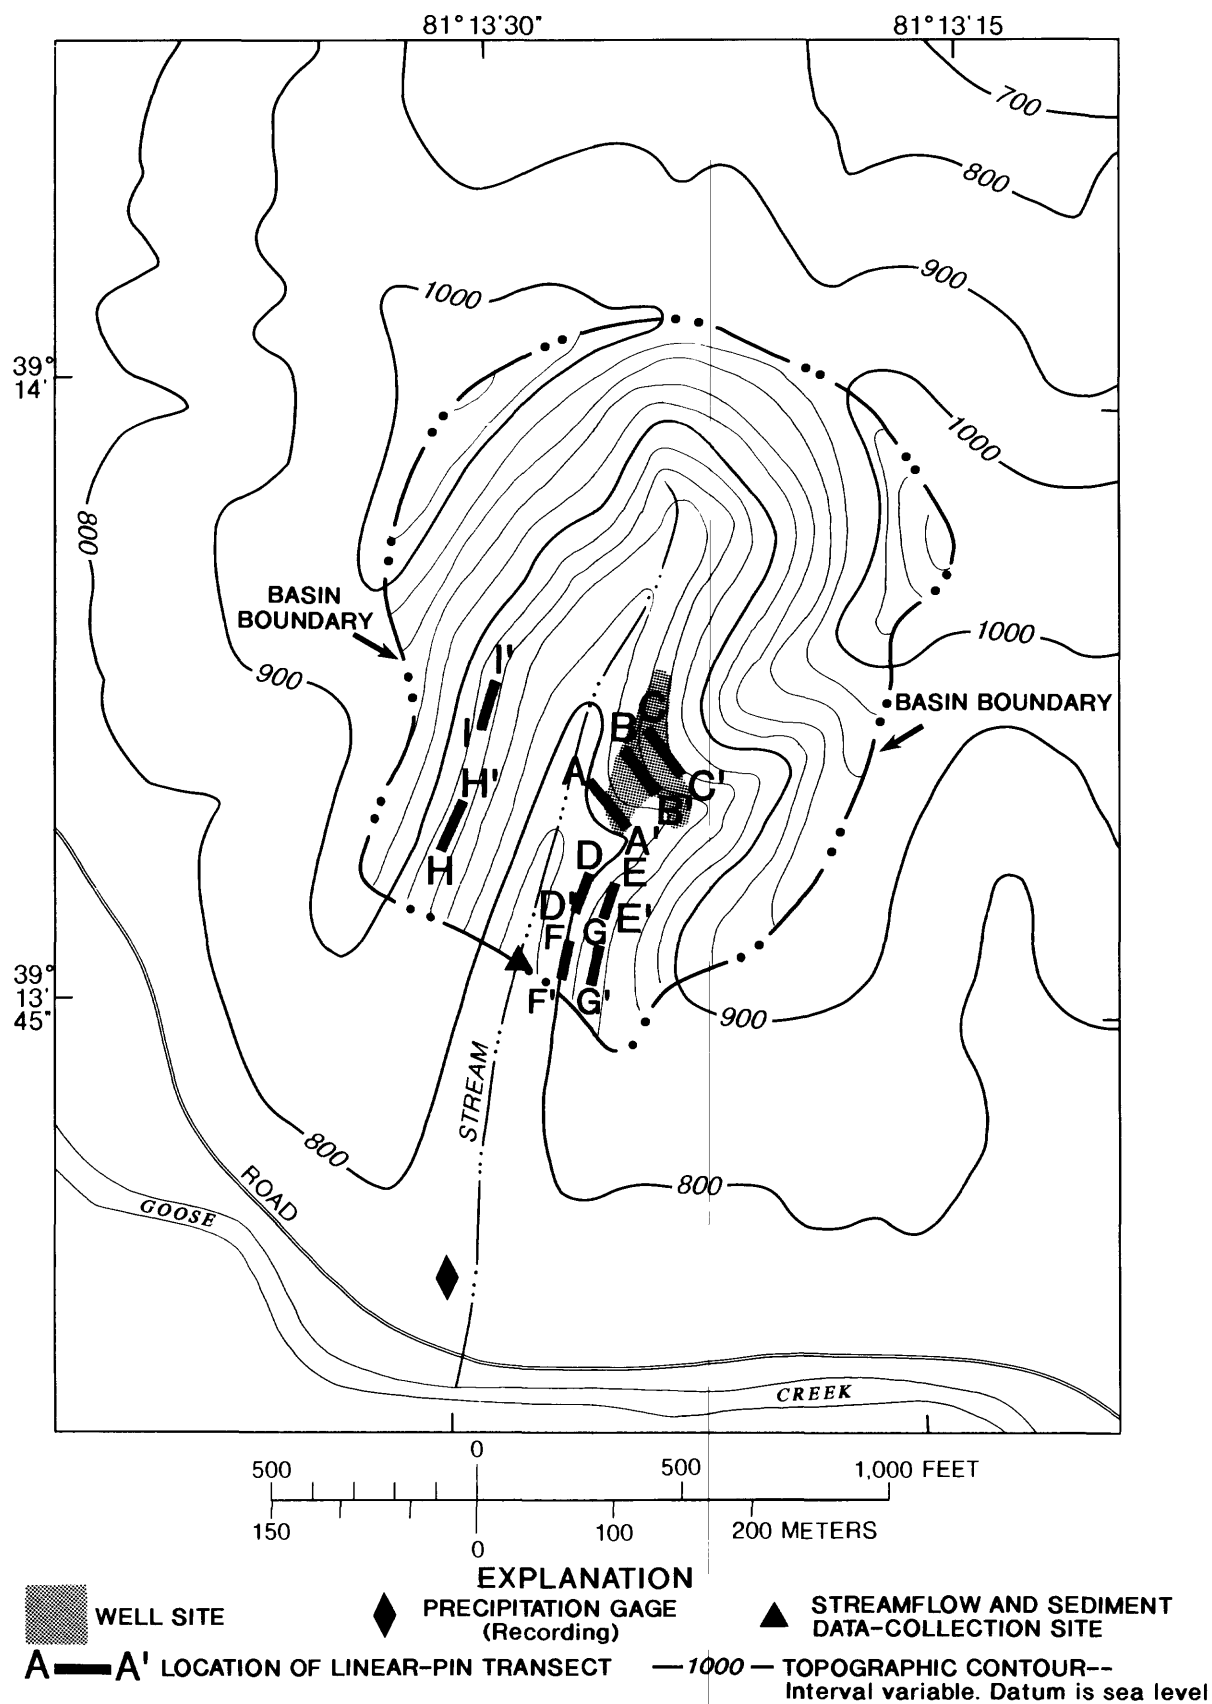 81°13'30"
81°13'15
700
800
900
1000
39°
14'
1000
800
BASIN
BOUNDARY
1000
I'
900
C
BASIN BOUNDARY
B
I
A
H'
C'
B'
A'
D
H
E
D'
E'
G
F
39°
13'
45"
F'
G'
900
STREAM
800
ROAD
800
GOOSE
CREEK
0
500
500
1,000 FEET
150
100
200 METERS
0
EXPLANATION
WELL SITE
PRECIPITATION GAGE
(Recording)
STREAMFLOW AND SEDIMENT
DATA-COLLECTION SITE
A A' LOCATION OF LINEAR-PIN TRANSECT
—1000— TOPOGRAPHIC CONTOUR--
Interval variable. Datum is sea level